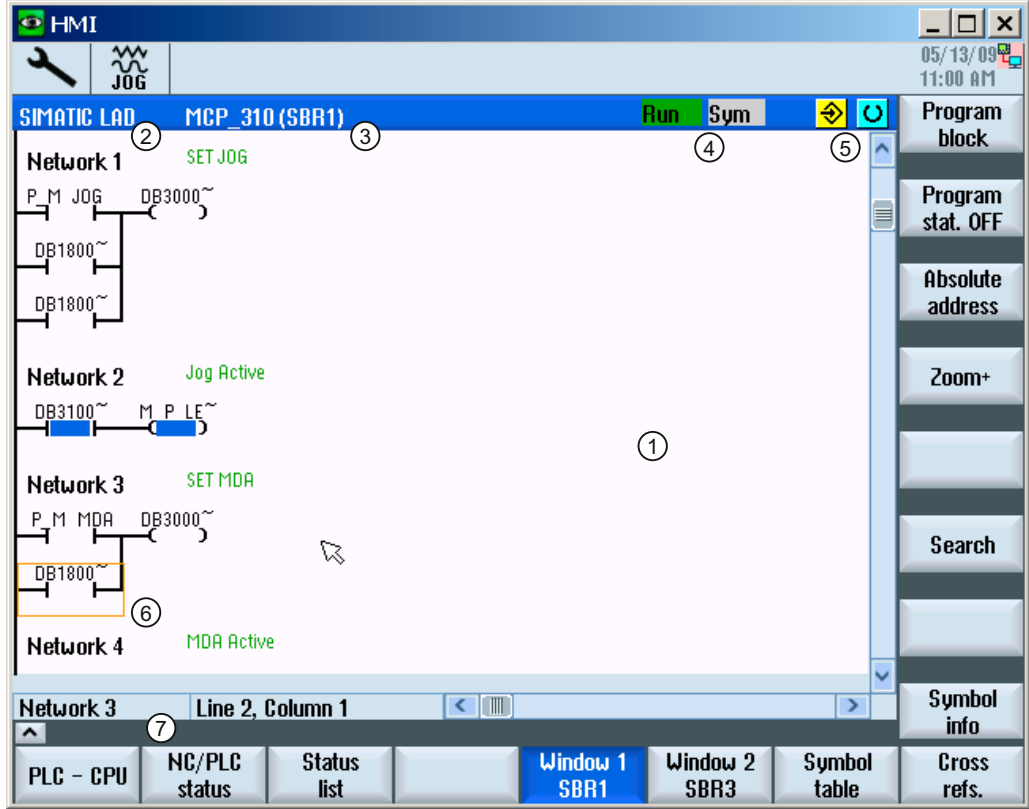 HMI
JOG
05/13/09
11:00 AM
SIMATIC LAD MCP_310(SBR1) Run Sym
2 3 4 5
Network 1 SET JOG
P_M JOG DB3000~
DB1800~
DB1800~
Network 2 Jog Active
DB3100~ M_P_LE~
1
Network 3 SET MDA
P_M MDA DB3000~
DB1800~
6
Network 4 MDA Active
Network 3 Line 2, Column 1
7
Program
block
Program
stat. OFF
Absolute
address
Zoom+
Search
Symbol
info
PLC - CPU
NC/PLC
status
Status
list
Window 1
SBR1
Window 2
SBR3
Symbol
table
Cross
refs.